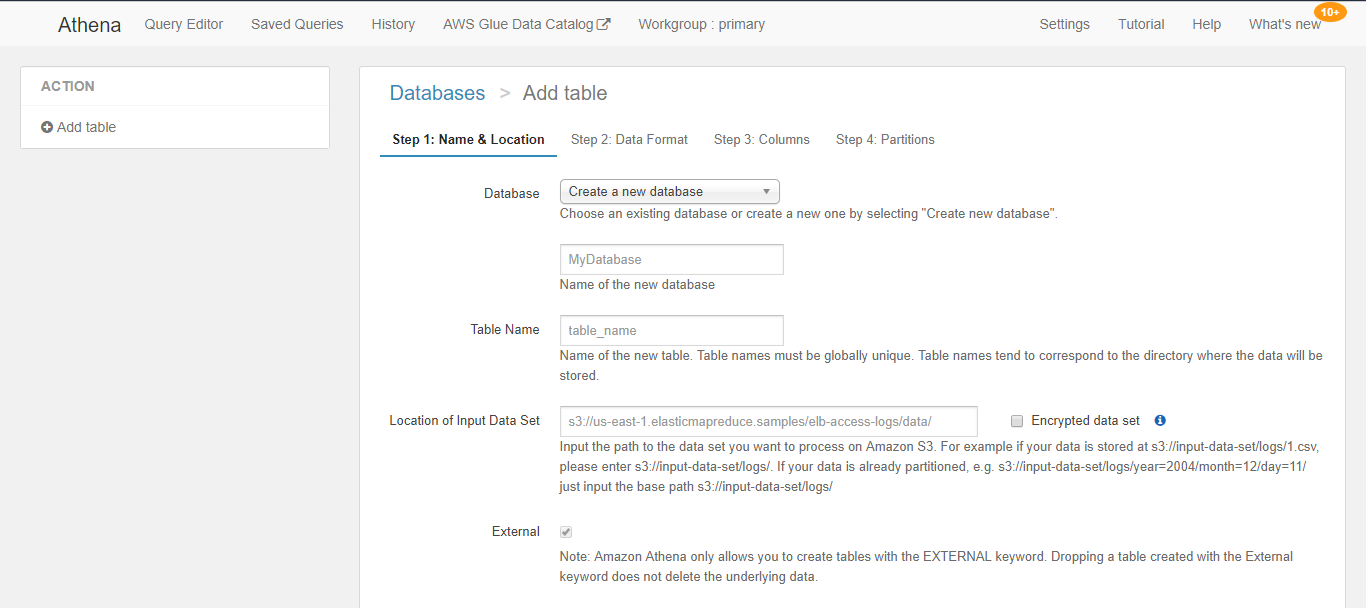 Athena Query Editor Saved Queries History AWS Glue Data Catalog Workgroup : primary Settings Tutorial Help What's new 10+
ACTION
Add table
Databases > Add table
Step 1: Name & Location Step 2: Data Format Step 3: Columns Step 4: Partitions
Database Create a new database
Choose an existing database or create a new one by selecting "Create new database".
MyDatabase
Name of the new database
Table Name table_name
Name of the new table. Table names must be globally unique. Table names tend to correspond to the directory where the data will be
stored.
Location of Input Data Set s3://us-east-1.elasticmapreduce.samples/elb-access-logs/data/ Encrypted data set
Input the path to the data set you want to process on Amazon S3. For example if your data is stored at s3://input-data-set/logs/1.csv,
please enter s3://input-data-set/logs/. If your data is already partitioned, e.g. s3://input-data-set/logs/year=2004/month=12/day=11/
just input the base path s3://input-data-set/logs/
External
Note: Amazon Athena only allows you to create tables with the EXTERNAL keyword. Dropping a table created with the External
keyword does not delete the underlying data.